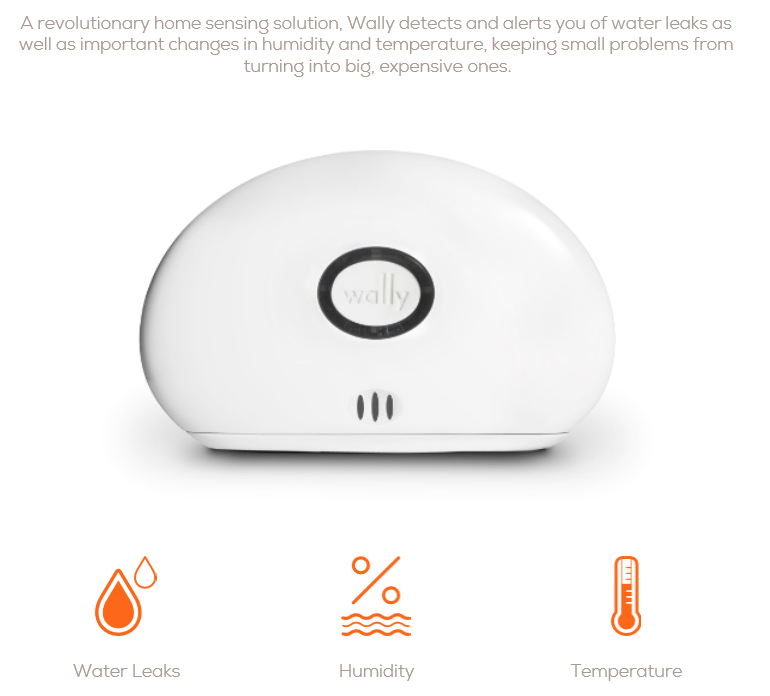 A revolutionary home sensing solution, Wally detects and alerts you of water leaks as
well as important changes in humidity and temperature, keeping small problems from
turning into big, expensive ones.
wally
Water Leaks
Humidity
Temperature